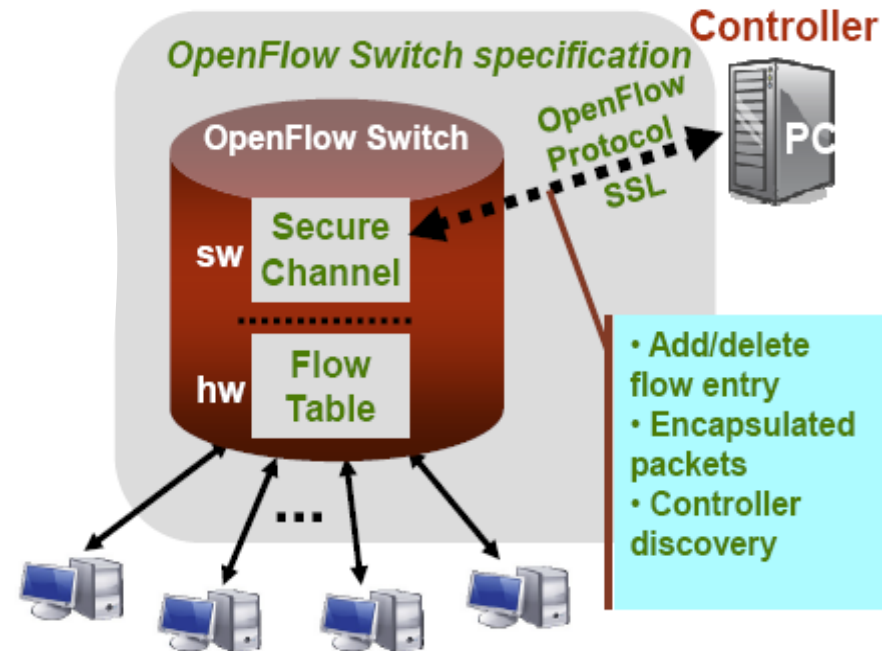 Controller
OpenFlow Switch specification
OpenFlow
Protocol
SSL
PC
OpenFlow Switch
sw
Secure
Channel
hw
Flow
Table
...
• Add/delete
flow entry
• Encapsulated
packets
• Controller
discovery